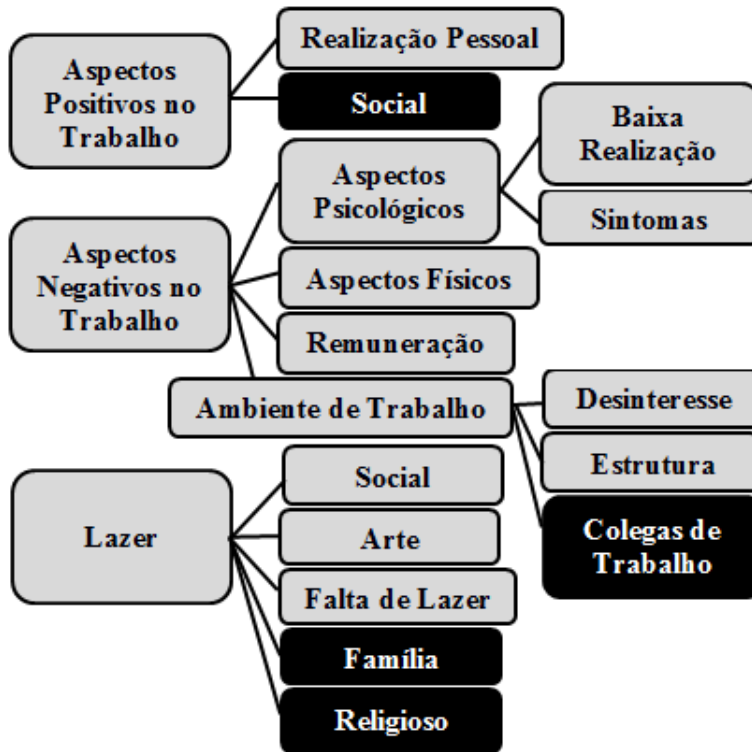 Aspectos
Positivos no
Trabalho
Realização Pessoal
Social
Aspectos
Negativos no
Trabalho
Aspectos
Psicológicos
Baixa
Realização
Sintomas
Aspectos Físicos
Remuneração
Ambiente de Trabalho
Desinteresse
Estrutura
Colegas de
Trabalho
Lazer
Social
Arte
Falta de Lazer
Família
Religioso